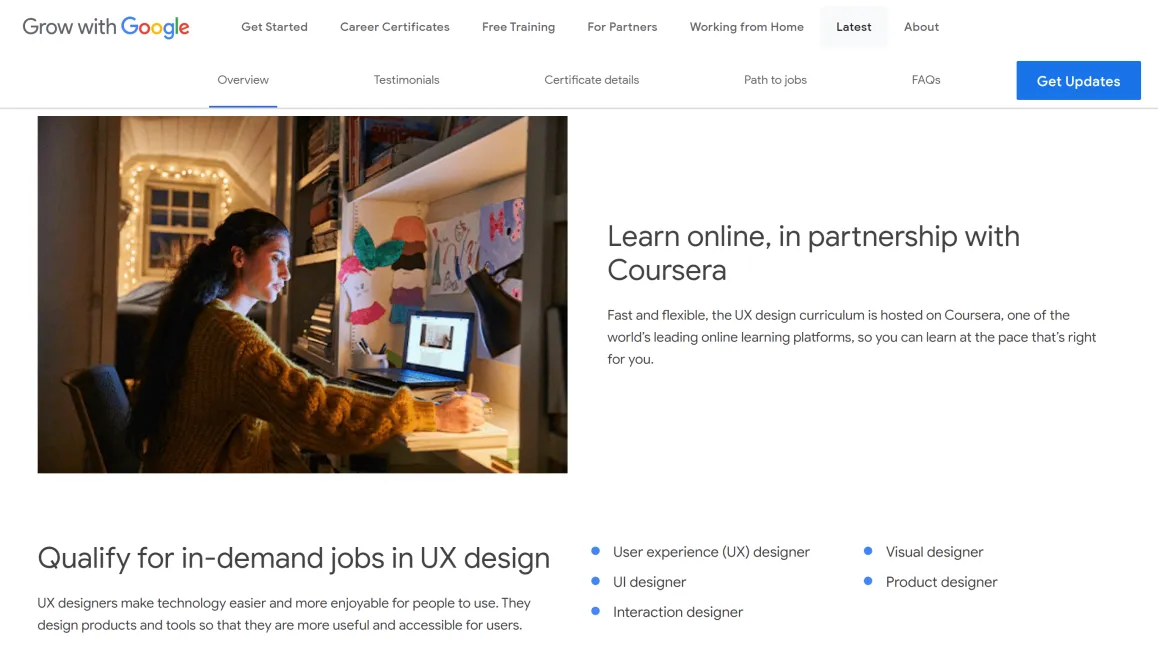 Grow with Google
Get Started
Career Certificates
Free Training
For Partners
Working from Home
Latest
About
Overview
Testimonials
Certificate details
Path to jobs
FAQs
Get Updates
Learn online, in partnership with
Coursera
Fast and flexible, the UX design curriculum is hosted on Coursera, one of the
world’s leading online learning platforms, so you can learn at the pace that’s right
for you.
Qualify for in-demand jobs in UX design
UX designers make technology easier and more enjoyable for people to use. They
design products and tools so that they are more useful and accessible for users.
User experience (UX) designer
UI designer
Interaction designer
Visual designer
Product designer